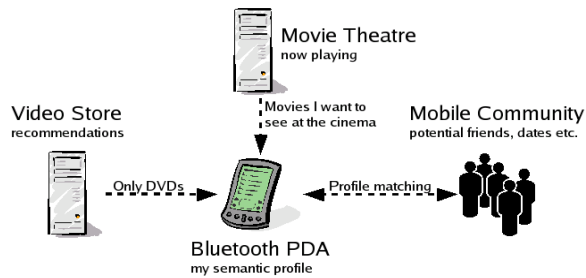 Movie Theatre
now playing
Video Store
recommendations
Movies I want to
see at the cinema
Mobile Community
potential friends, dates etc.
Only DVDs
Profile matching
Bluetooth PDA
my semantic profile